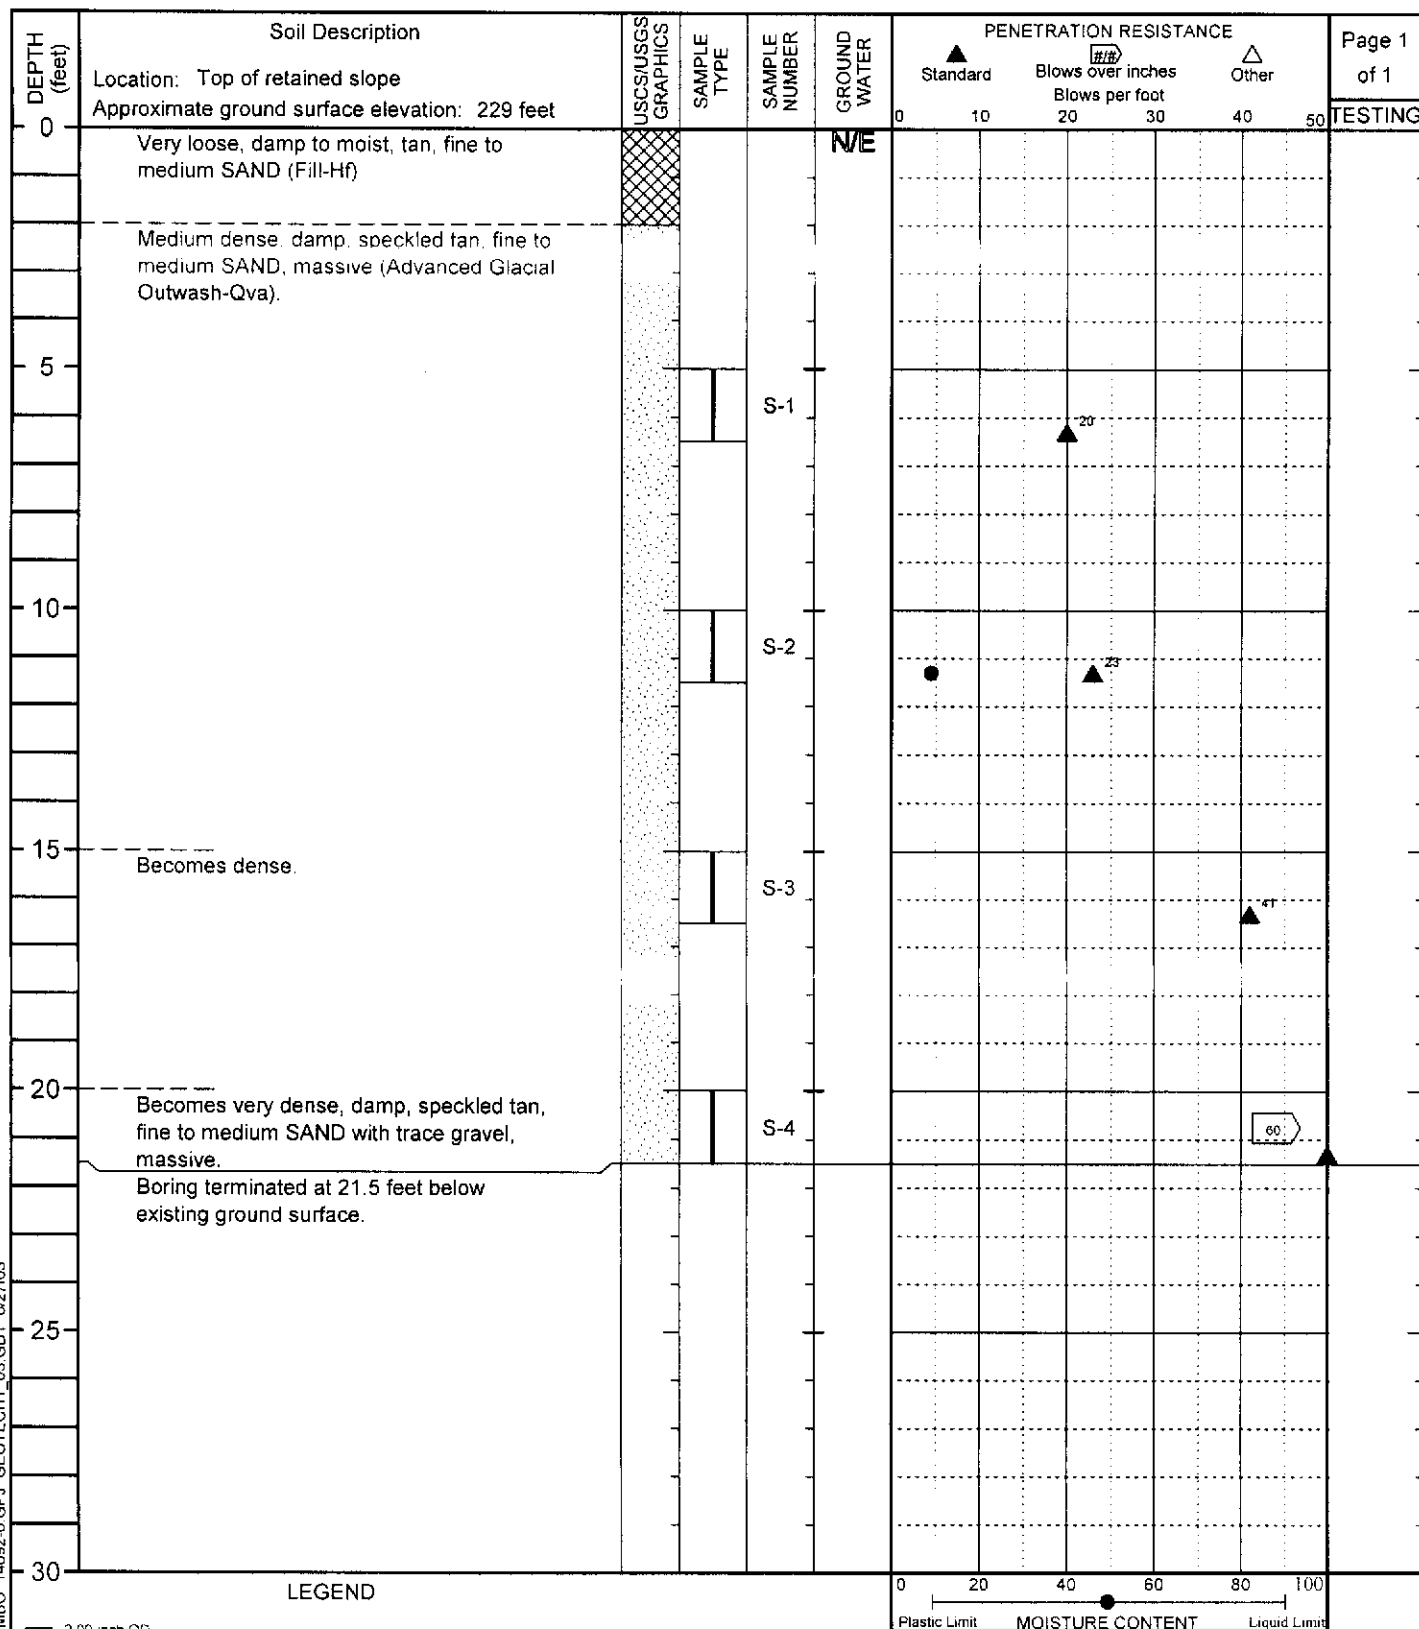 DEPTH
(feet)
Soil Description
Location: Top of retained slope
Approximate ground surface elevation: 229 feet
USCS/USGS
GRAPHICS
SAMPLE
TYPE
SAMPLE
NUMBER
GROUND
WATER
PENETRATION RESISTANCE
#/#
Standard
Blows over inches
Other
Blows per foot
0 10 20 30 40 50
Page 1
of 1
TESTING
0
Very loose, damp to moist, tan, fine to
medium SAND (Fill-Hf)
N/E
Medium dense, damp, speckled tan, fine to
medium SAND, massive (Advanced Glacial
Outwash-Qva).
5
S-1
20
10
S-2
23
15
Becomes dense.
S-3
41
20
Becomes very dense, damp, speckled tan,
fine to medium SAND with trace gravel,
massive.
S-4
60
Boring terminated at 21.5 feet below
existing ground surface.
25
30
LEGEND
0 20 40 60 80 100
Plastic Limit MOISTURE CONTENT Liquid Limit